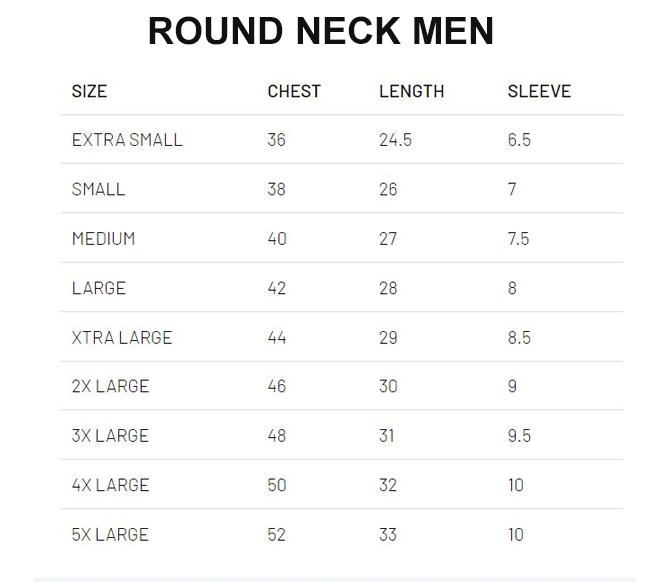 ROUND NECK MEN
SIZE CHEST LENGTH SLEEVE
EXTRA SMALL 36 24.5 6.5
SMALL 38 26 7
MEDIUM 40 27 7.5
LARGE 42 28 8
XTRA LARGE 44 29 8.5
2X LARGE 46 30 9
3X LARGE 48 31 9.5
4X LARGE 50 32 10
5X LARGE 52 33 10